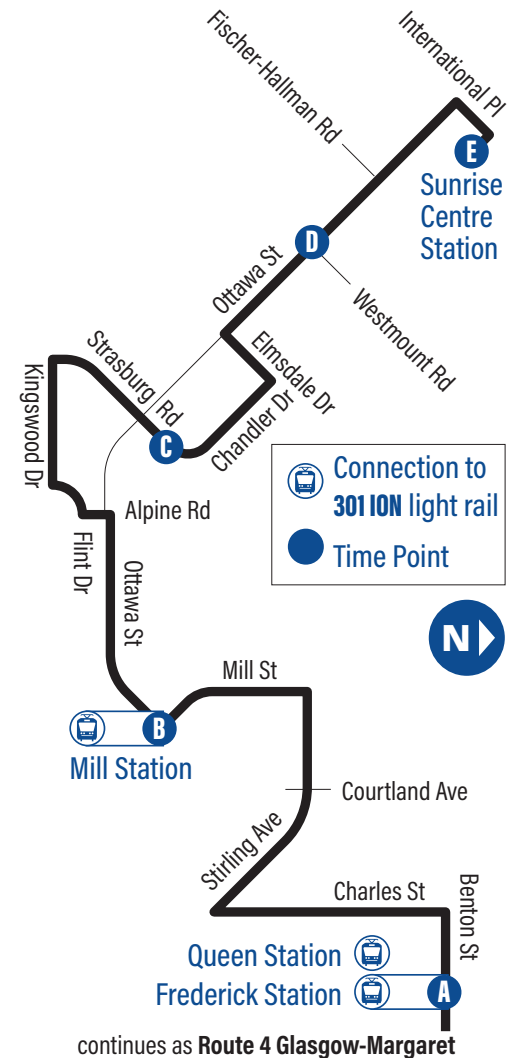 International Pl
Fischer-Hallman Rd
E
Sunrise
Centre
Station
D
Ottawa St
Westmount Rd
Elmsdale Dr
Strasburg Rd
Kingswood Dr
C
Chandler Dr
Connection to
301 ION light rail
Time Point
Alpine Rd
Flint Dr
Ottawa St
N
Mill St
B
Mill Station
Courtland Ave
Stirling Ave
Charles St
Benton St
Queen Station
Frederick Station
A
continues as Route 4 Glasgow-Margaret